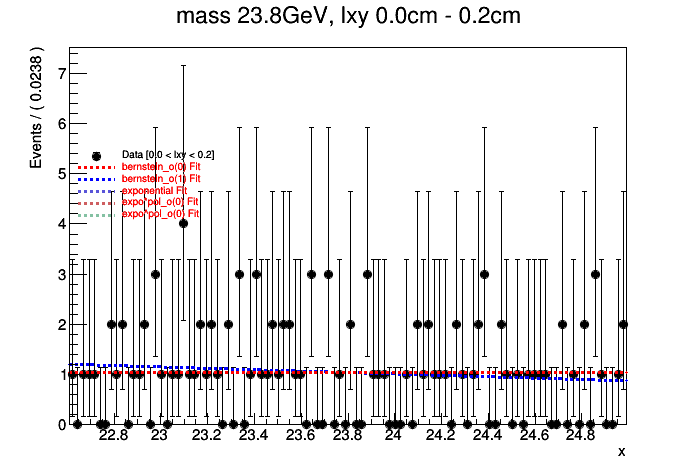 mass 23.8GeV, lxy 0.0cm - 0.2cm
Events / ( 0.0238 )
7
6
5
4
3
2
1
0
Data [0.0 < lxy < 0.2]
bernstein_o(0) Fit
bernstein_o(1) Fit
exponential Fit
expo*pol_o(0) Fit
expo*pol_o(0) Fit
22.8 23 23.2 23.4 23.6 23.8 24 24.2 24.4 24.6 24.8
x